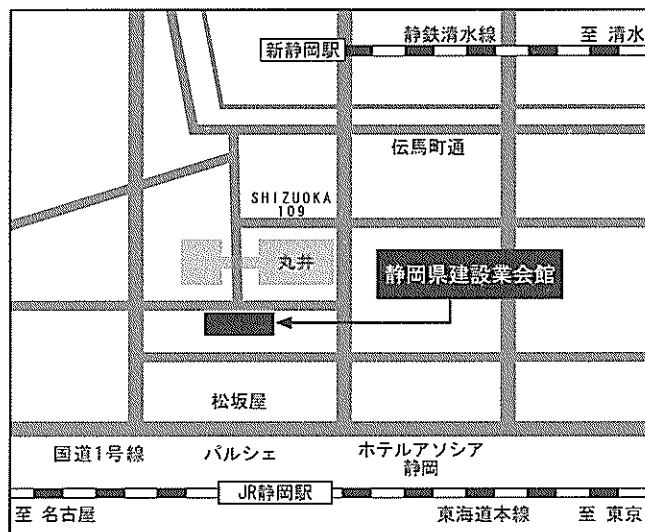 新静岡駅
静鉄清水線
至 清水
伝馬町通
SHIZUOKA
109
丸井
静岡県建設業会館
松坂屋
国道1号線
パルシェ
ホテルアソシア
静岡
JR静岡駅
至 名古屋
東海道本線
至 東京